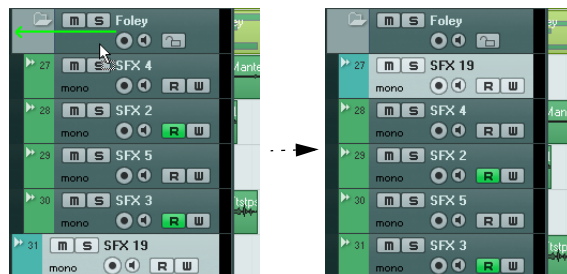 m S Foley
27 m S SFX 4
mono R W
28 m S SFX 2
mono R W
29 m S SFX 5
mono R W
30 m S SFX 3
mono R W
31 m S SFX 19
mono R W
m S Foley
27 m S SFX 19
mono R W
28 m S SFX 4
mono R W
29 m S SFX 2
mono R W
30 m S SFX 5
mono R W
31 m S SFX 3
mono R W